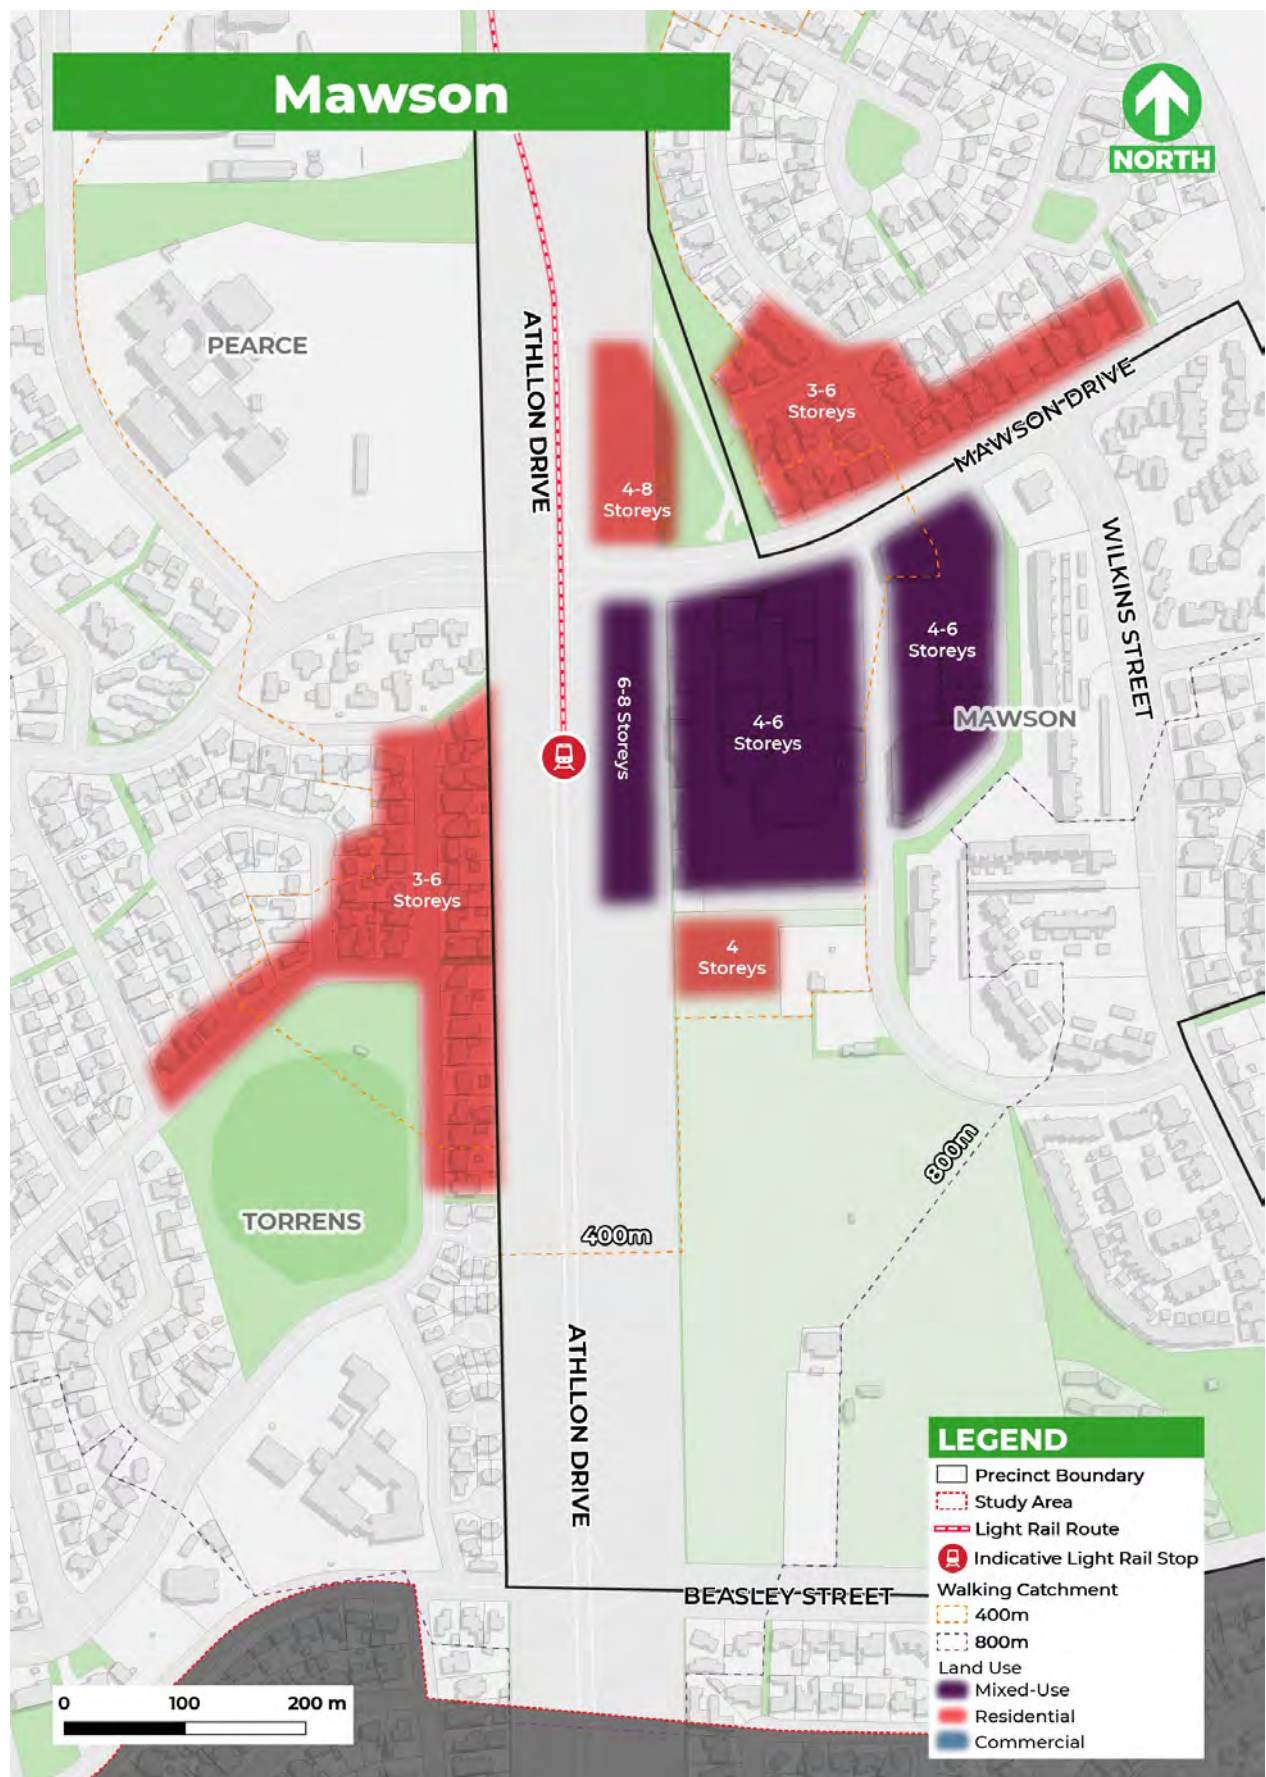 Mawson
NORTH
PEARCE
ATHLLON DRIVE
3-6
Storeys
MAWSON DRIVE
4-8
Storeys
WILKINS STREET
4-6
Storeys
6-8 Storeys
4-6
Storeys
MAWSON
3-6
Storeys
4
Storeys
800m
TORRENS
400m
ATHLLON DRIVE
BEASLEY STREET
LEGEND
Precinct Boundary
Study Area
Light Rail Route
Indicative Light Rail Stop
Walking Catchment
400m
800m
Land Use
Mixed-Use
Residential
Commercial
0 100 200 m